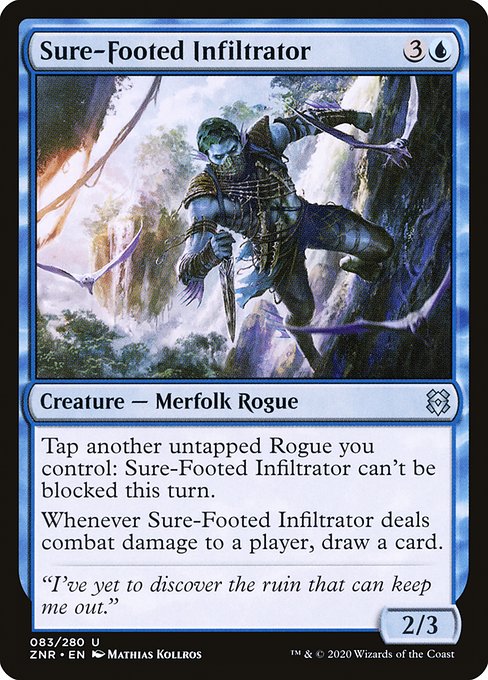 Sure-Footed Infiltrator 3
Creature — Merfolk Rogue
Tap another untapped Rogue you
control: Sure-Footed Infiltrator can't be
blocked this turn.
Whenever Sure-Footed Infiltrator deals
combat damage to a player, draw a card.
"I've yet to discover the ruin that can keep
me out."
2/3
083/280 U
ZNR • EN Mathias Kollros
™ & © 2020 Wizards of the Coast